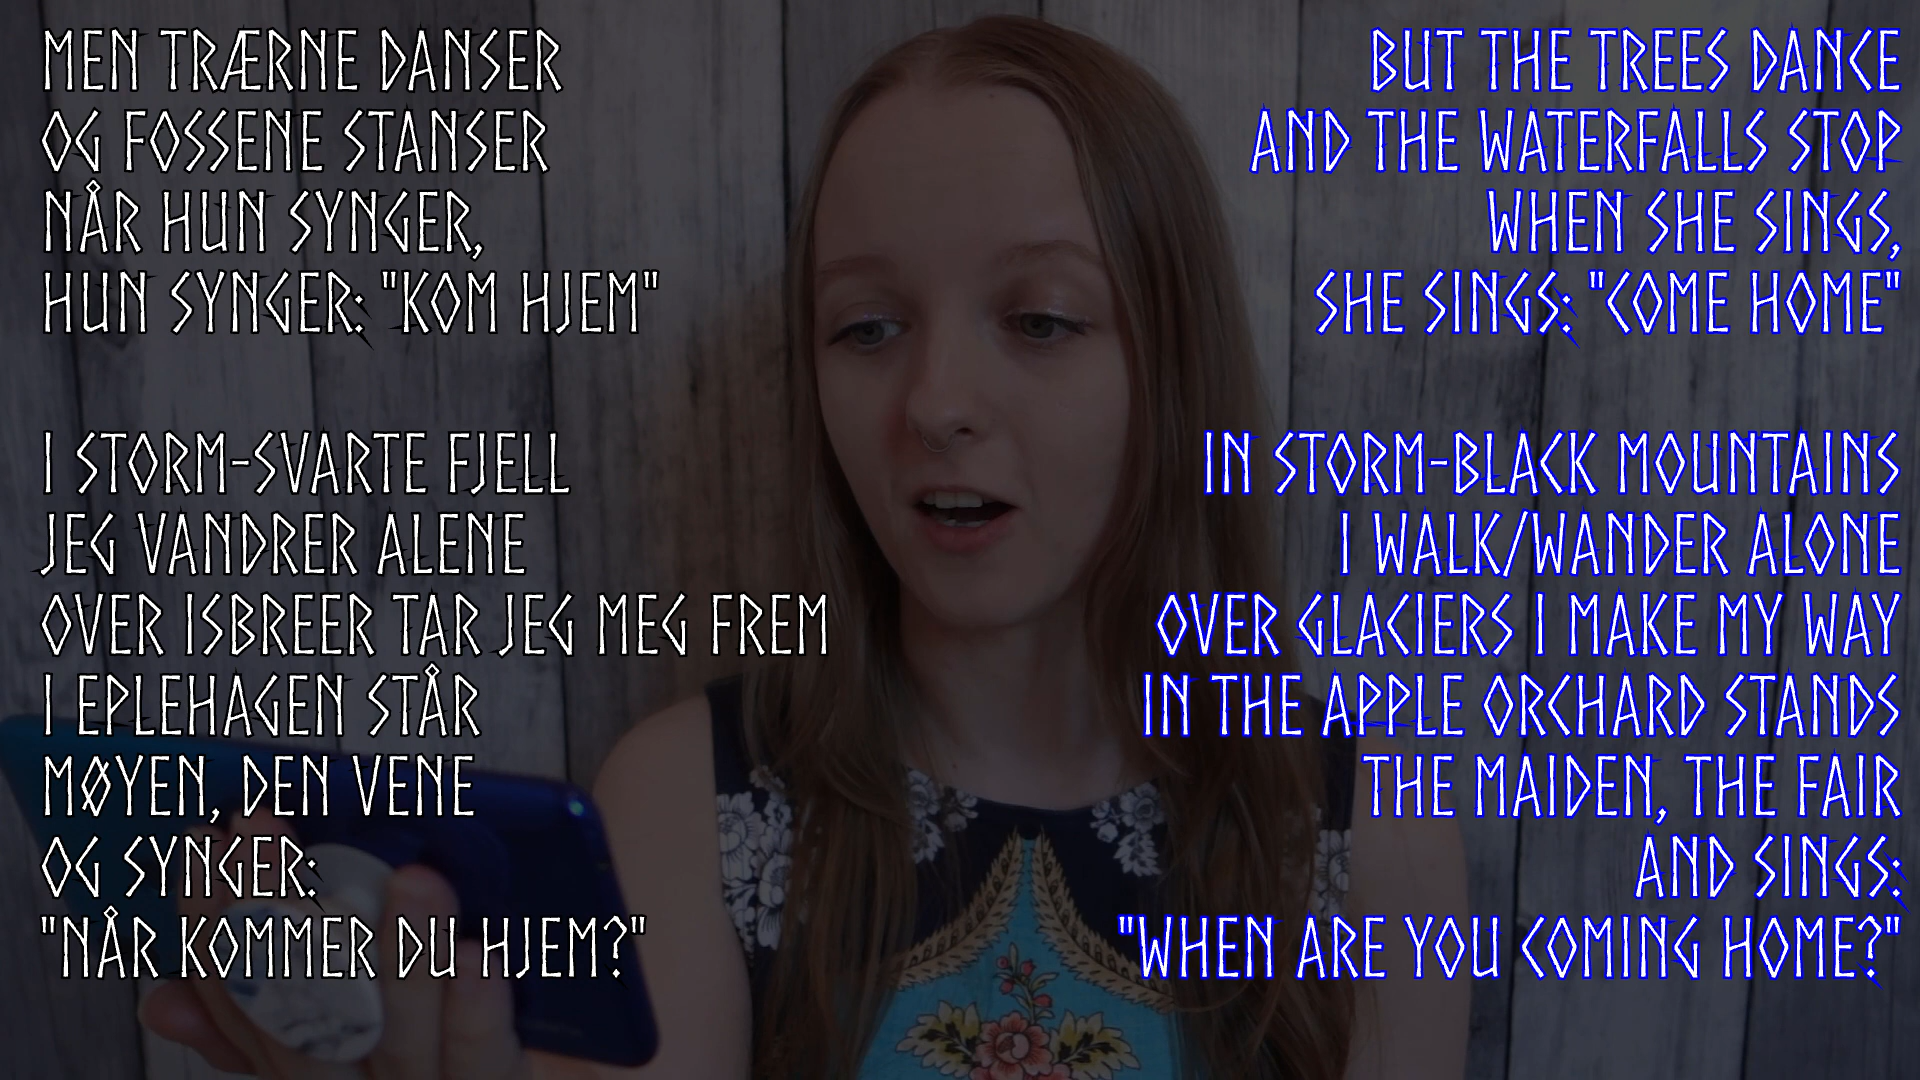 MEN TRÆRNE DANSER
OG FOSSENE STANSER
NÅR HUN SYNGER,
HUN SYNGER: "KOM HJEM"
I STORM-SVARTE FJELL
JEG VANDRER ALENE
OVER ISBREER TAR JEG MEG FREM
I EPLEHAGEN STÅR
MØYEN, DEN VENE
OG SYNGER:
"NÅR KOMMER DU HJEM?"
BUT THE TREES DANCE
AND THE WATERFALLS STOP
WHEN SHE SINGS,
SHE SINGS: "COME HOME"
IN STORM-BLACK MOUNTAINS
I WALK/WANDER ALONE
OVER GLACIERS I MAKE MY WAY
IN THE APPLE ORCHARD STANDS
THE MAIDEN, THE FAIR
AND SINGS:
"WHEN ARE YOU COMING HOME?"